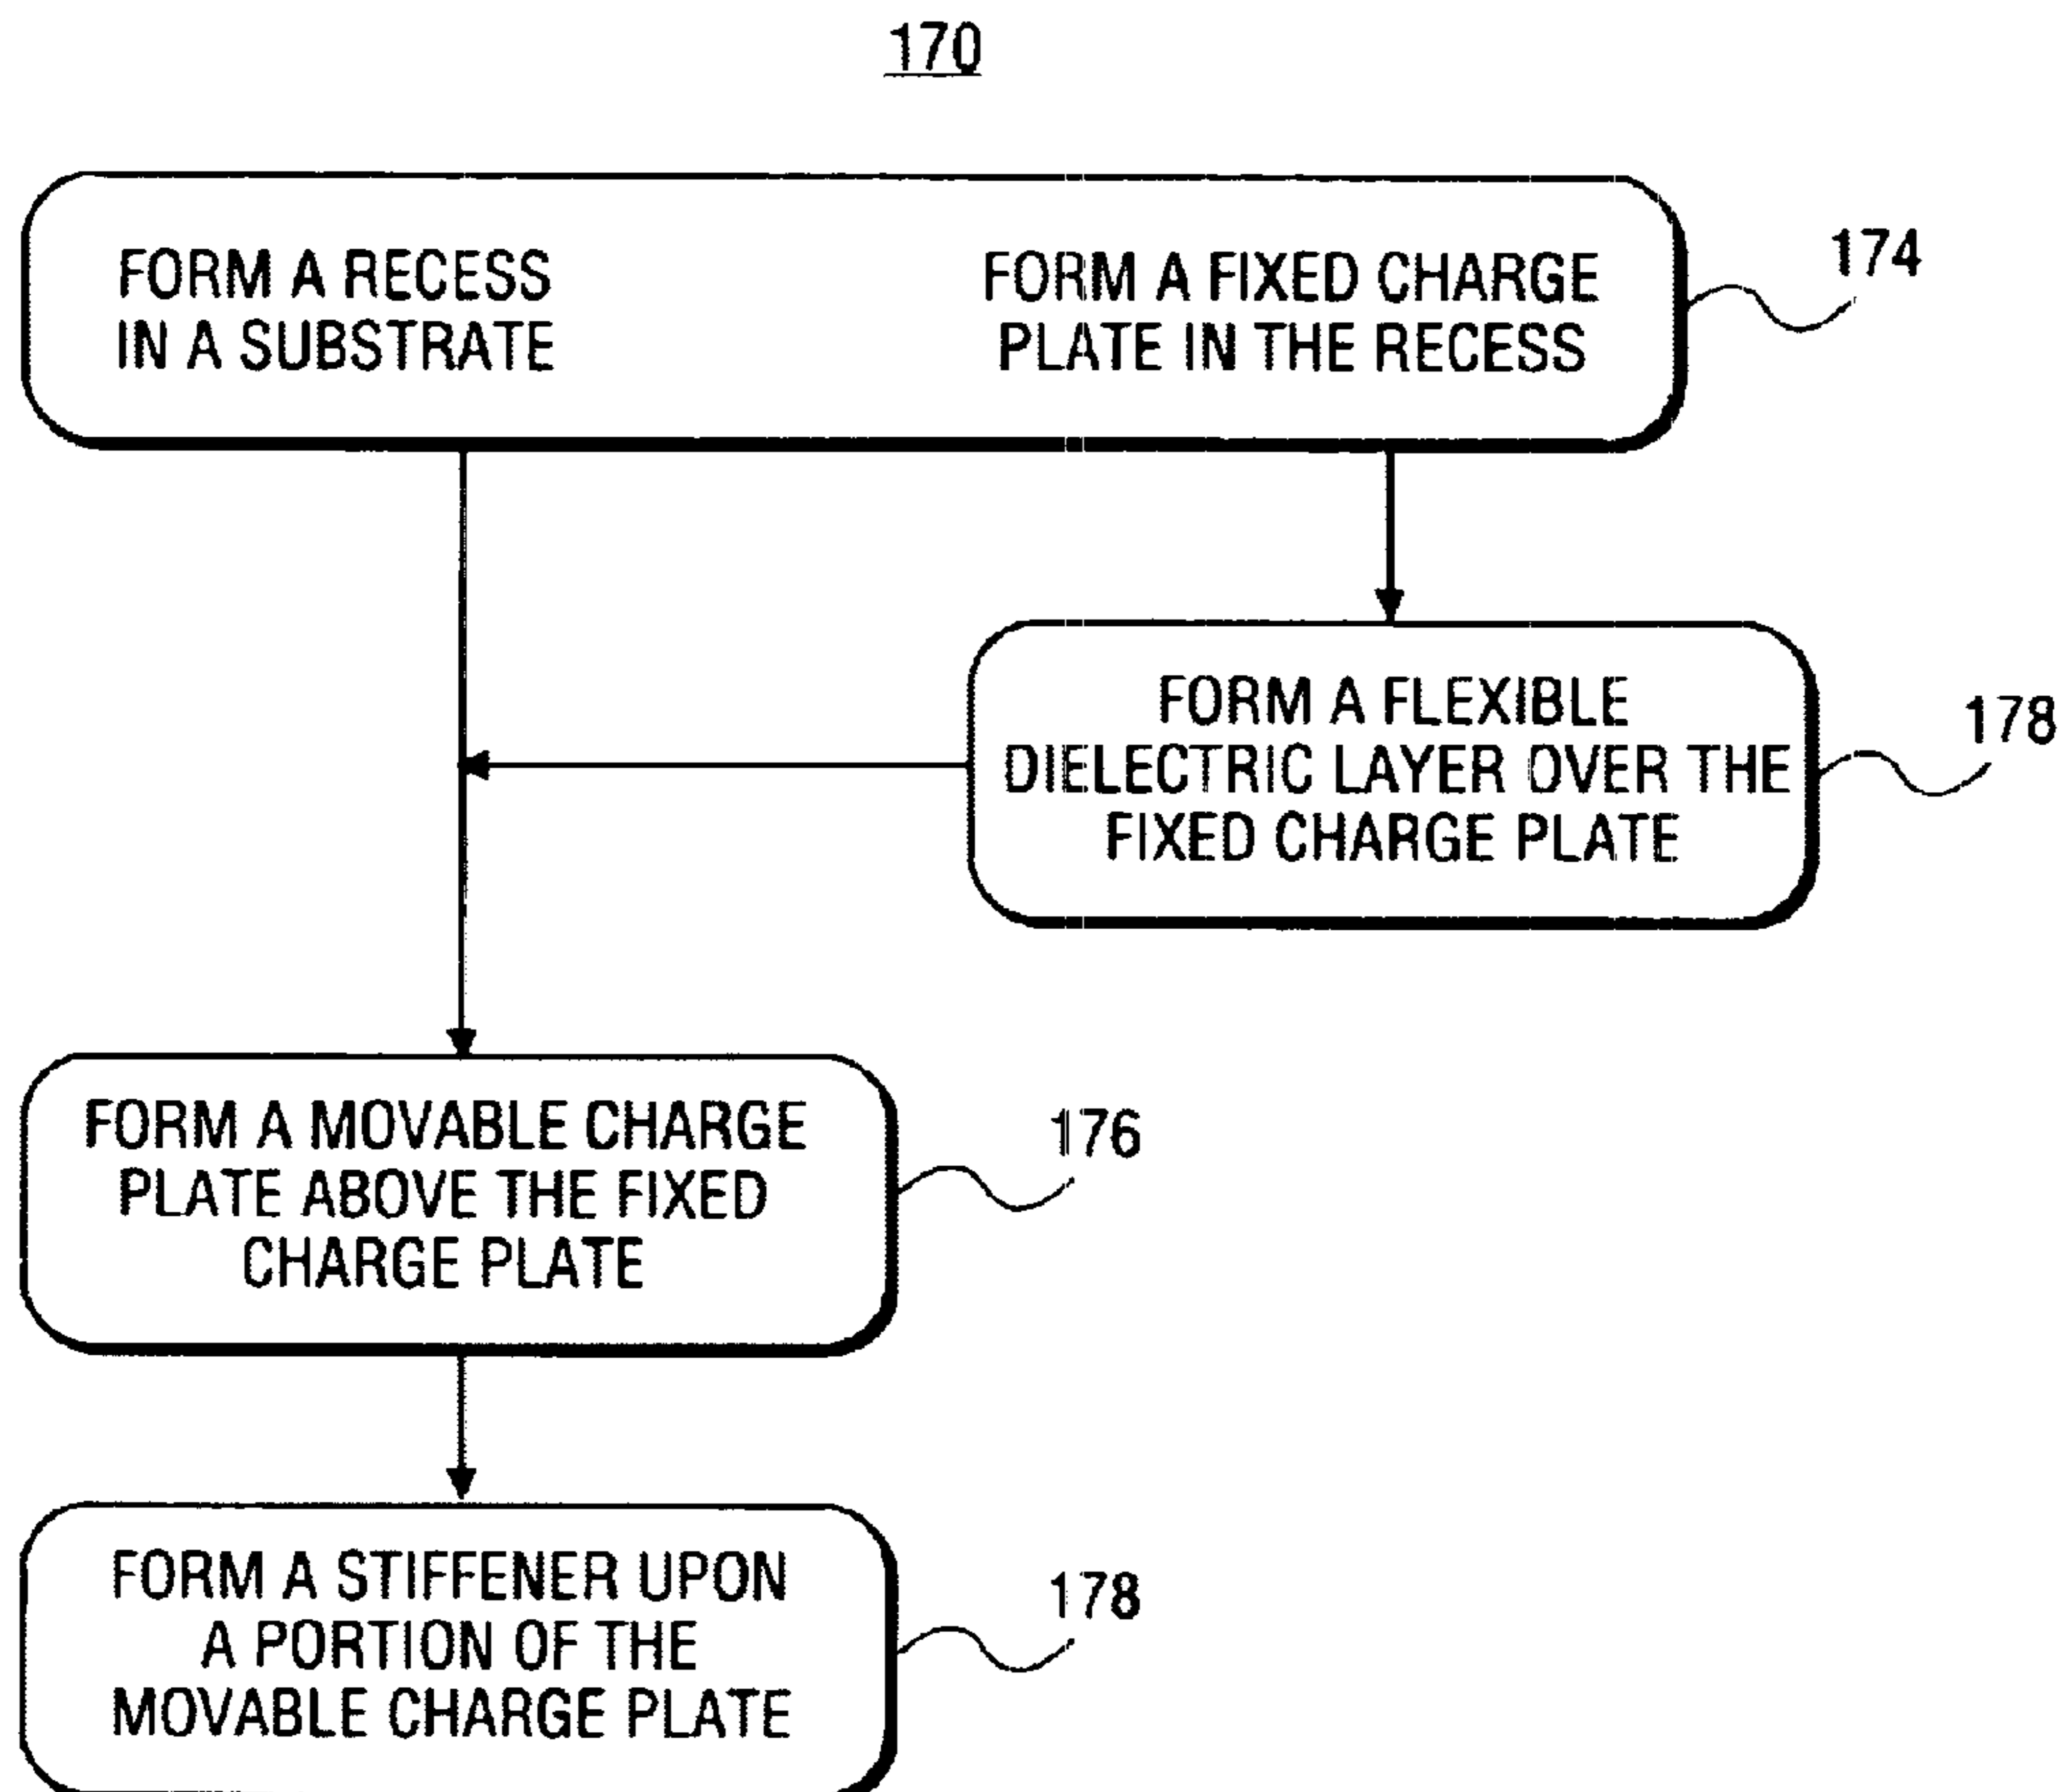 170
FORM A RECESS
IN A SUBSTRATE
FORM A FIXED CHARGE
PLATE IN THE RECESS
174
FORM A FLEXIBLE
DIELECTRIC LAYER OVER THE
FIXED CHARGE PLATE
178
FORM A MOVABLE CHARGE
PLATE ABOVE THE FIXED
CHARGE PLATE
176
FORM A STIFFENER UPON
A PORTION OF THE
MOVABLE CHARGE PLATE
178